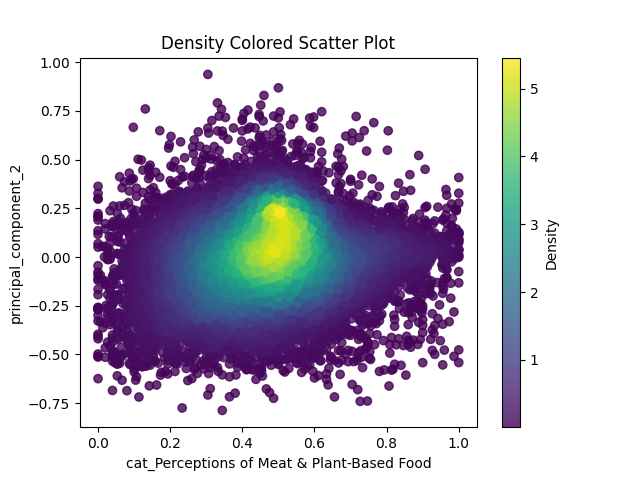 Density Colored Scatter Plot
1.00
0.75
0.50
0.25
0.00
−0.25
−0.50
−0.75
principal_component_2
0.0 0.2 0.4 0.6 0.8 1.0
cat_Perceptions of Meat & Plant-Based Food
5
4
3
2
1
Density